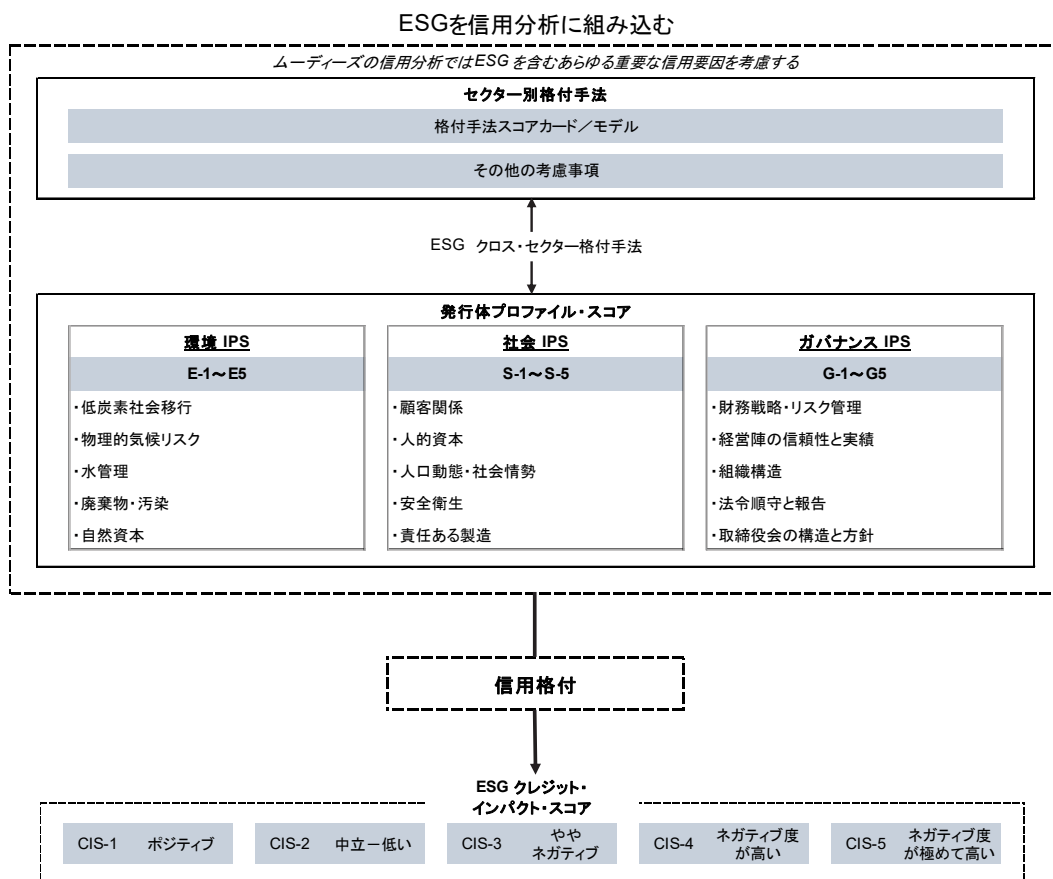 ESGを信用分析に組み込む
ムーディーズの信用分析ではESGを含むあらゆる重要な信用要因を考慮する
セクター別格付手法
格付手法スコアカード／モデル
その他の考慮事項
ESG クロス・セクター格付手法
発行体プロファイル・スコア
環境 IPS
E-1～E5
・低炭素社会移行
・物理的気候リスク
・水管理
・廃棄物・汚染
・自然資本
社会 IPS
S-1～S-5
・顧客関係
・人的資本
・人口動態・社会情勢
・安全衛生
・責任ある製造
ガバナンス IPS
G-1～G5
・財務戦略・リスク管理
・経営陣の信頼性と実績
・組織構造
・法令順守と報告
・取締役会の構造と方針
信用格付
ESG クレジット・
インパクト・スコア
CIS-1 ポジティブ
CIS-2 中立－低い
CIS-3 やや
ネガティブ
CIS-4 ネガティブ度
が高い
CIS-5 ネガティブ度
が極めて高い